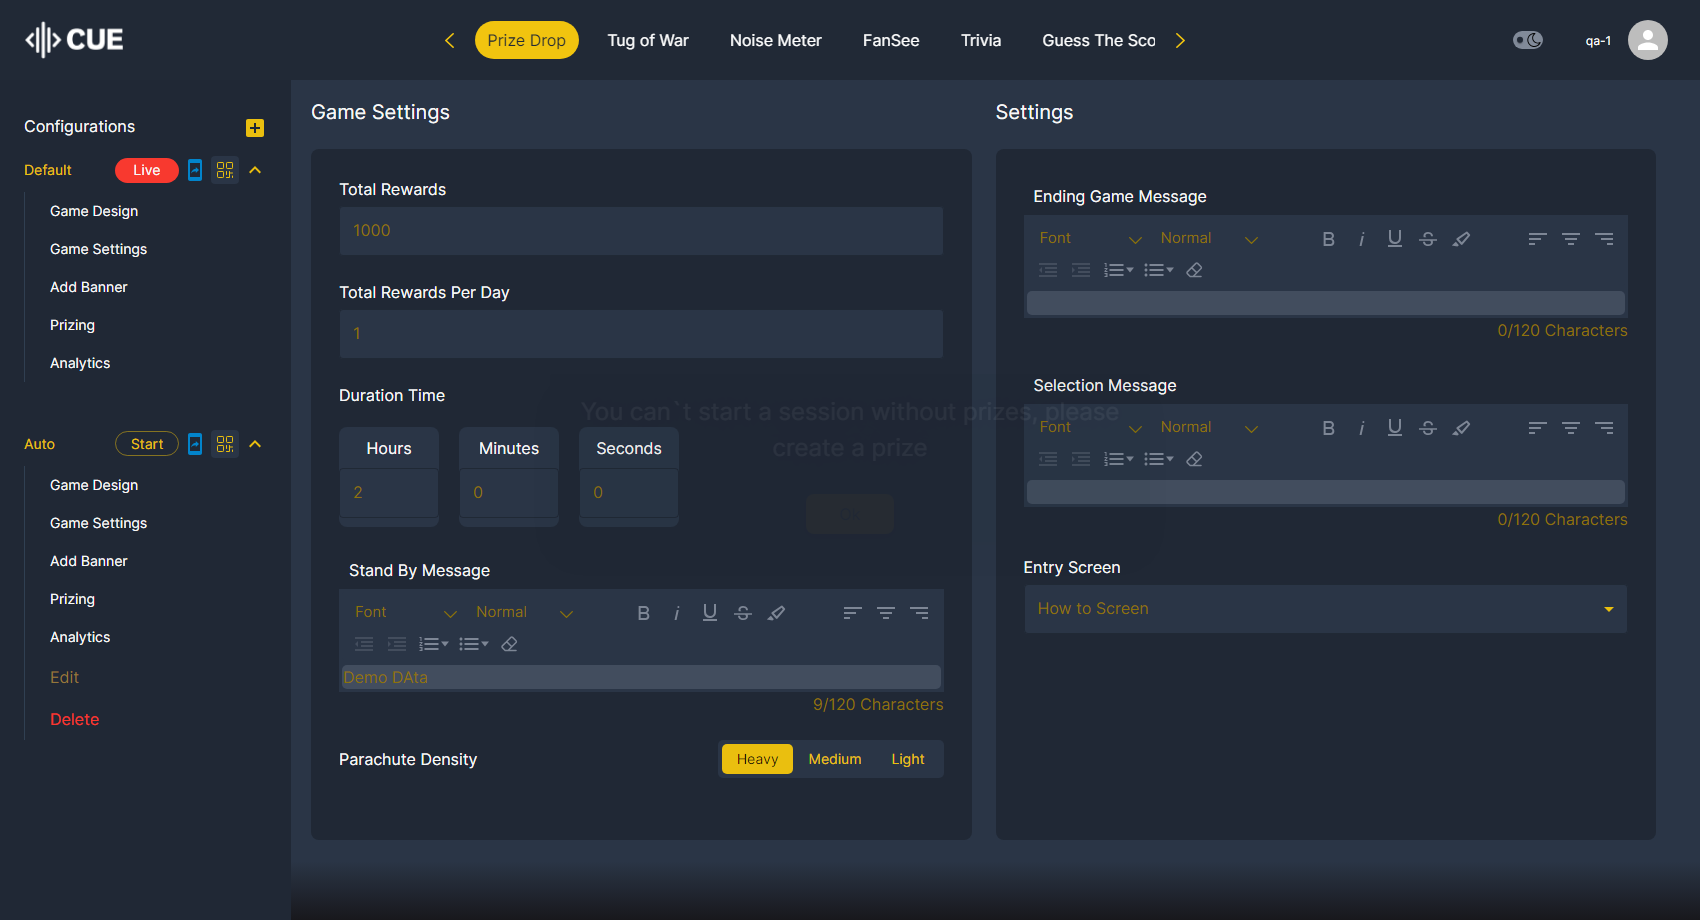 CUE
Prize Drop
Tug of War
Noise Meter
FanSee
Trivia
Guess The Sco
qa-1
Configurations
Default
Live
Game Design
Game Settings
Add Banner
Prizing
Analytics
Auto
Start
Game Design
Game Settings
Add Banner
Prizing
Analytics
Edit
Delete
Game Settings
Total Rewards
1000
Total Rewards Per Day
1
Duration Time
Hours
Minutes
Seconds
2
0
0
Stand By Message
Font
Normal
B
i
U
S
Demo DAta
9/120 Characters
Parachute Density
Heavy
Medium
Light
You can`t start a session without prizes, please
create a prize
Settings
Ending Game Message
Font
Normal
B
i
U
S
0/120 Characters
Selection Message
Font
Normal
B
i
U
S
0/120 Characters
Entry Screen
How to Screen